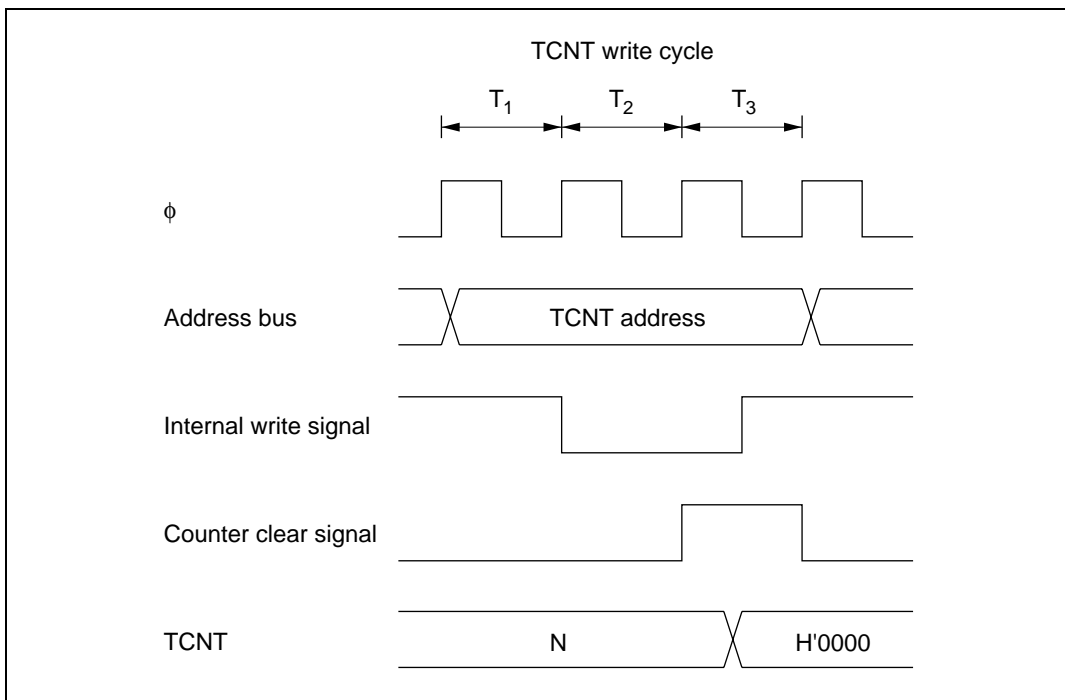 TCNT write cycle
T1 T2 T3
ϕ
Address bus TCNT address
Internal write signal
Counter clear signal
TCNT N H'0000